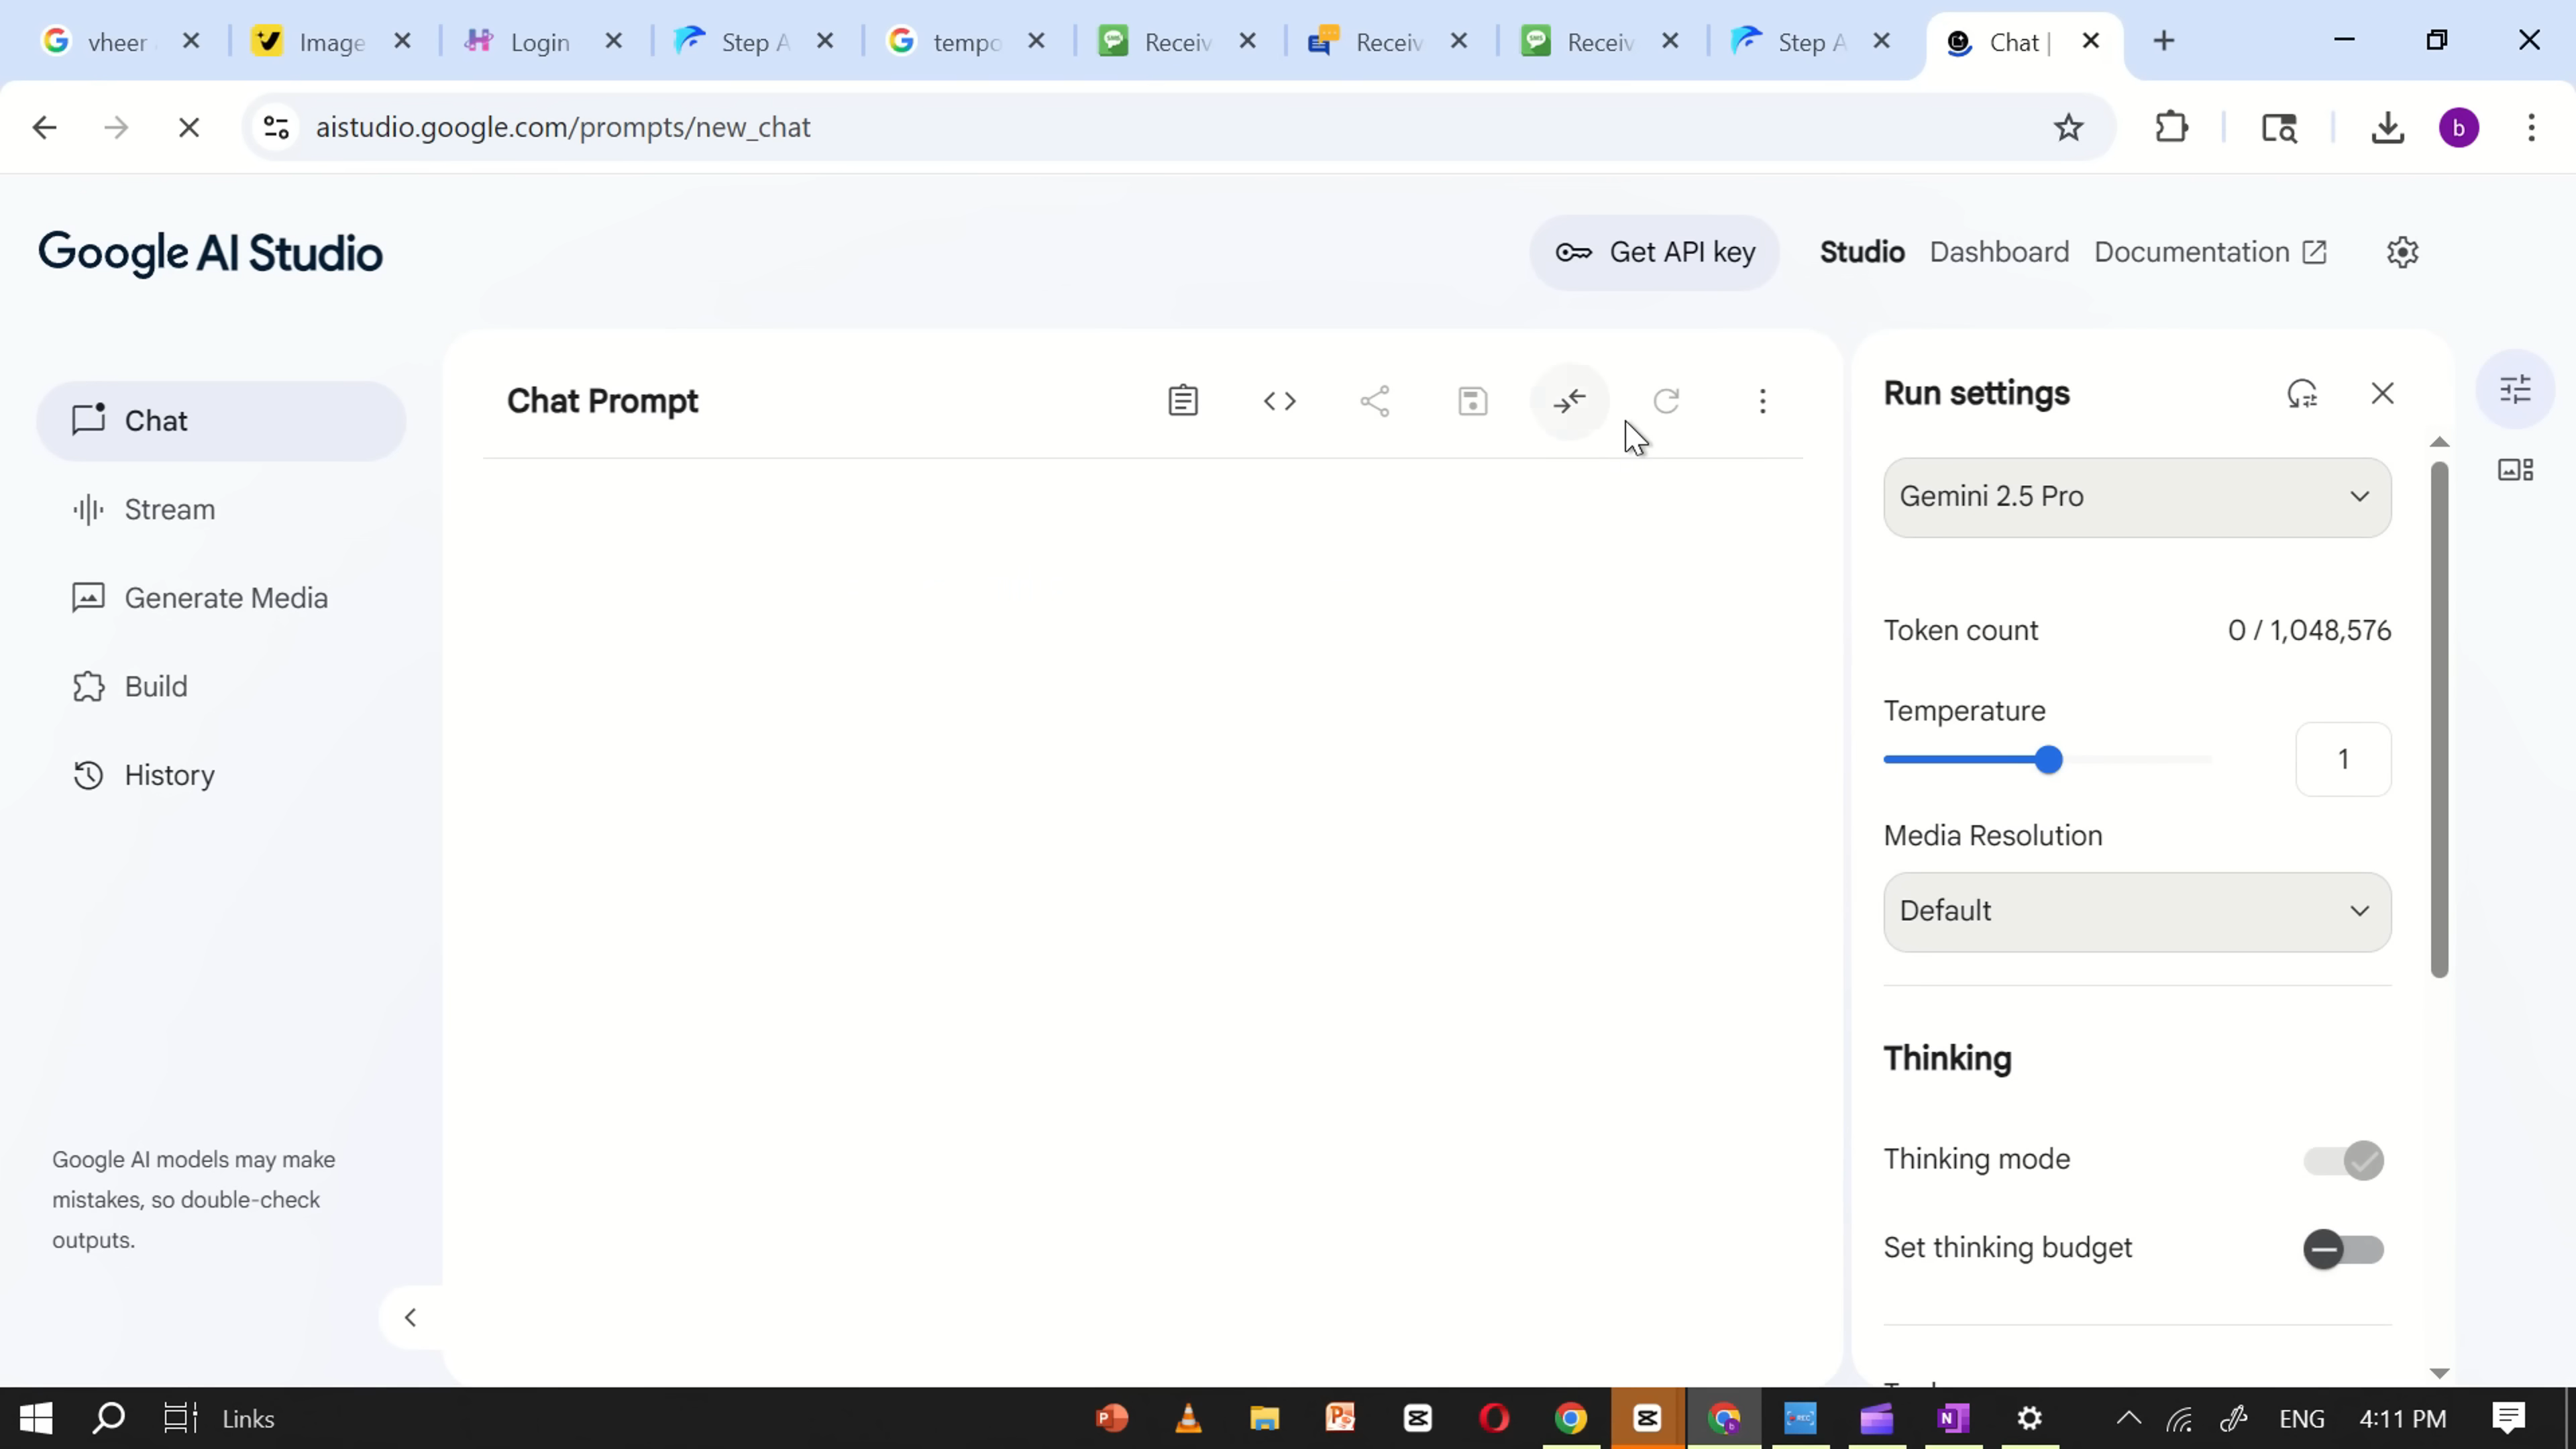 vheer
Image
Login
Step A
tempo
Receiv
Receiv
Receiv
Step A
Chat |
aistudio.google.com/prompts/new_chat
b
Google AI Studio
Get API key
Studio
Dashboard
Documentation
Chat
Stream
Generate Media
Build
History
Google AI models may make
mistakes, so double-check
outputs.
Chat Prompt
Run settings
Gemini 2.5 Pro
Token count
0 / 1,048,576
Temperature
1
Media Resolution
Default
Thinking
Thinking mode
Set thinking budget
Links
ENG
4:11 PM